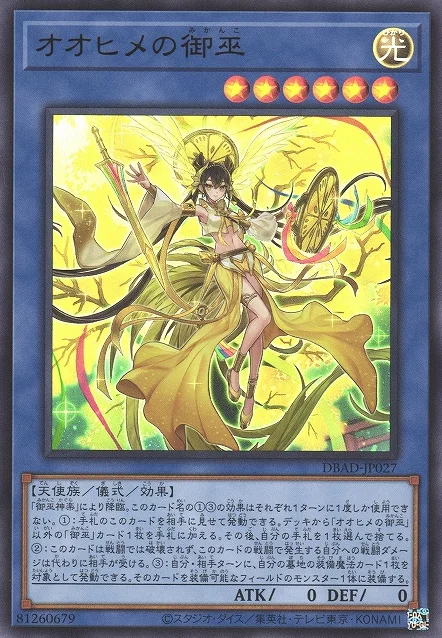 オオヒメの御巫
みかんこ
光
DBAD-JP027
【天使族／儀式／効果】
「御巫神楽」により降臨。このカード名の①③の効果はそれぞれ1ターンに1度しか使用でき
ない。①：手札のこのカードを相手に見せて発動できる。デッキから「オオヒメの御巫」
以外の「御巫」カード1枚を手札に加える。その後、自分の手札を1枚選んで捨てる。
②：このカードは戦闘では破壊されず、このカードの戦闘で発生する自分への戦闘ダメー
ジは代わりに相手が受ける。③：自分・相手ターンに、自分の墓地の装備魔法カード1枚を
対象として発動できる。そのカードを装備可能なフィールドのモンスター1体に装備する。
ATK/ 0 DEF/ 0
81260679
©スタジオ・ダイス／集英社・テレビ東京・KONAMI